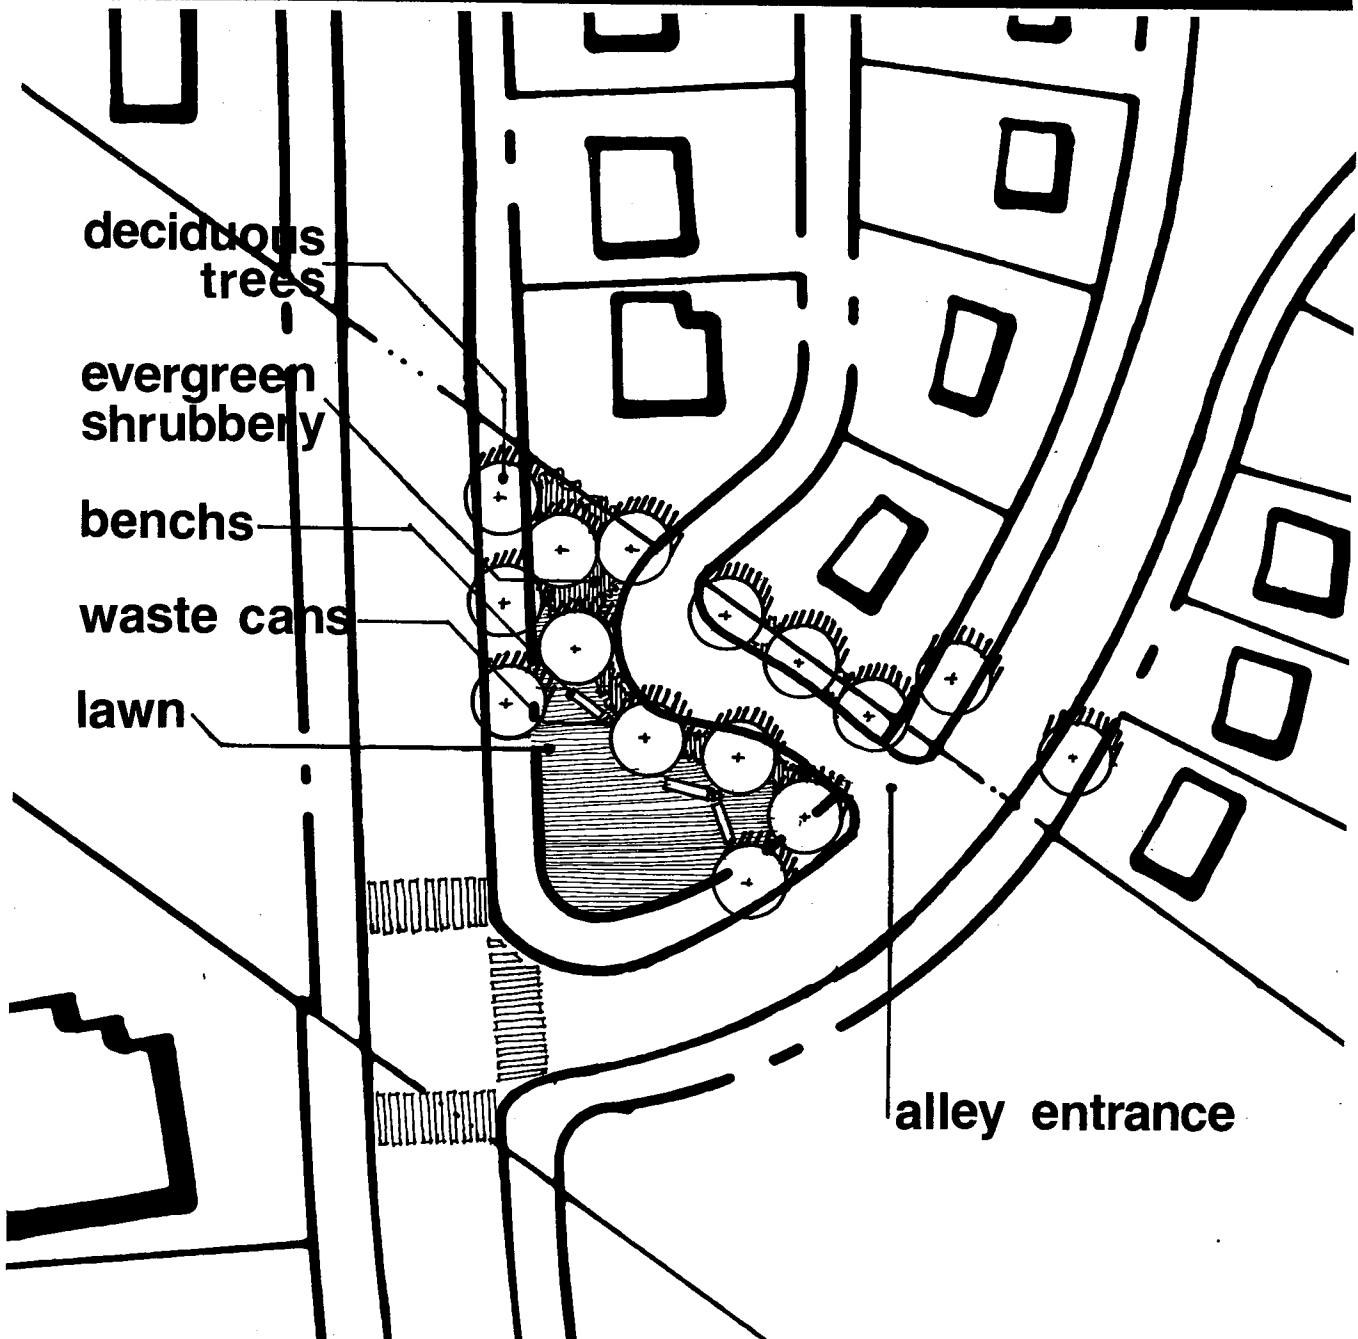 deciduous
trees
evergreen
shrubbery
benchs
waste cans
lawn
alley entrance